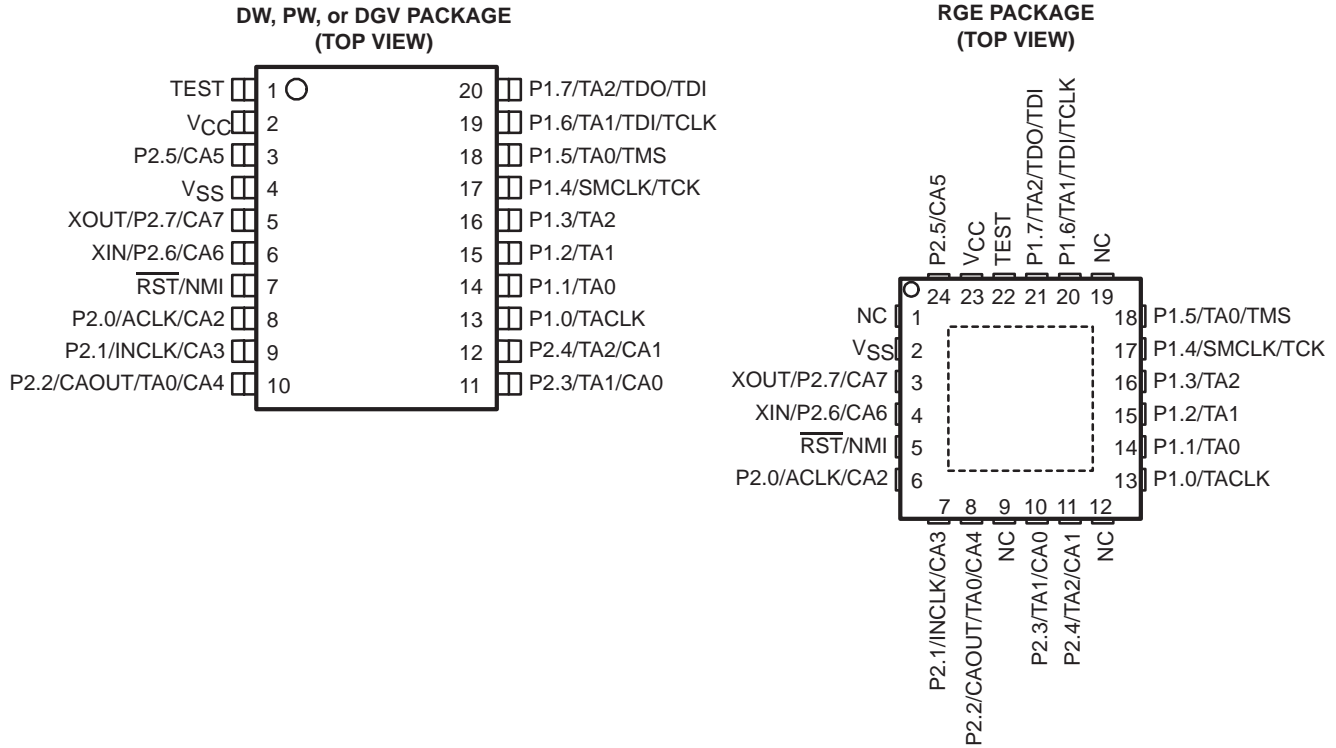 DW, PW, or DGV PACKAGE
(TOP VIEW)
TEST 1 20 P1.7/TA2/TDO/TDI
VCC 2 19 P1.6/TA1/TDI/TCLK
P2.5/CA5 3 18 P1.5/TA0/TMS
VSS 4 17 P1.4/SMCLK/TCK
XOUT/P2.7/CA7 5 16 P1.3/TA2
XIN/P2.6/CA6 6 15 P1.2/TA1
RST/NMI 7 14 P1.1/TA0
P2.0/ACLK/CA2 8 13 P1.0/TACLK
P2.1/INCLK/CA3 9 12 P2.4/TA2/CA1
P2.2/CAOUT/TA0/CA4 10 11 P2.3/TA1/CA0
RGE PACKAGE
(TOP VIEW)
P2.5/CA5
VCC
TEST
P1.7/TA2/TDO/TDI
P1.6/TA1/TDI/TCLK
NC
24 23 22 21 20 19
NC 1 18 P1.5/TA0/TMS
VSS 2 17 P1.4/SMCLK/TCK
XOUT/P2.7/CA7 3 16 P1.3/TA2
XIN/P2.6/CA6 4 15 P1.2/TA1
RST/NMI 5 14 P1.1/TA0
P2.0/ACLK/CA2 6 13 P1.0/TACLK
7 8 9 10 11 12
P2.1/INCLK/CA3
P2.2/CAOUT/TA0/CA4
NC
P2.3/TA1/CA0
P2.4/TA2/CA1
NC